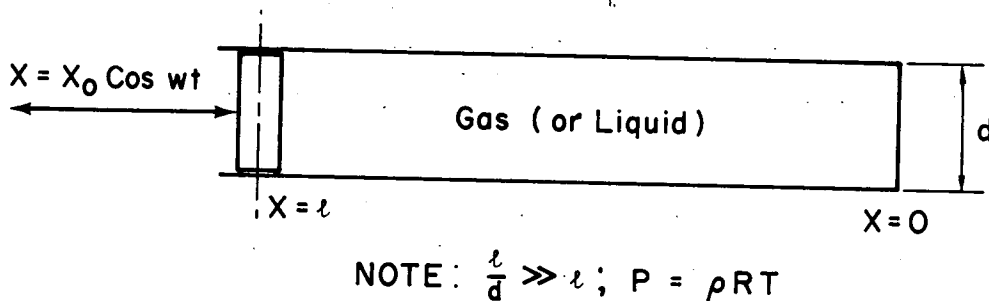 X = X₀ Cos wt
Gas ( or Liquid )
d
X = ℓ
X = 0
NOTE: ℓ/d ≫ ℓ; P = ρRT